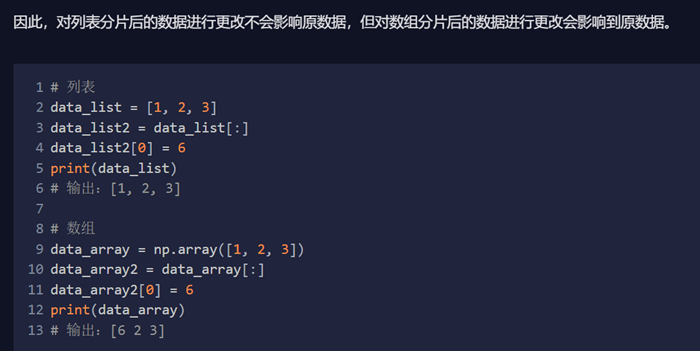 因此，对列表分片后的数据进行更改不会影响原数据，但对数组分片后的数据进行更改会影响到原数据。
1 # 列表
2 data_list = [1, 2, 3]
3 data_list2 = data_list[:]
4 data_list2[0] = 6
5 print(data_list)
6 # 输出：[1, 2, 3]
7
8 # 数组
9 data_array = np.array([1, 2, 3])
10 data_array2 = data_array[:]
11 data_array2[0] = 6
12 print(data_array)
13 # 输出：[6 2 3]